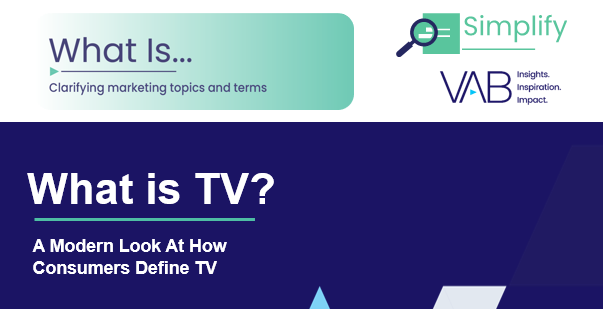 What Is...
Clarifying marketing topics and terms
Simplify
VAB
Insights.
Inspiration.
Impact.
What is TV?
A Modern Look At How
Consumers Define TV